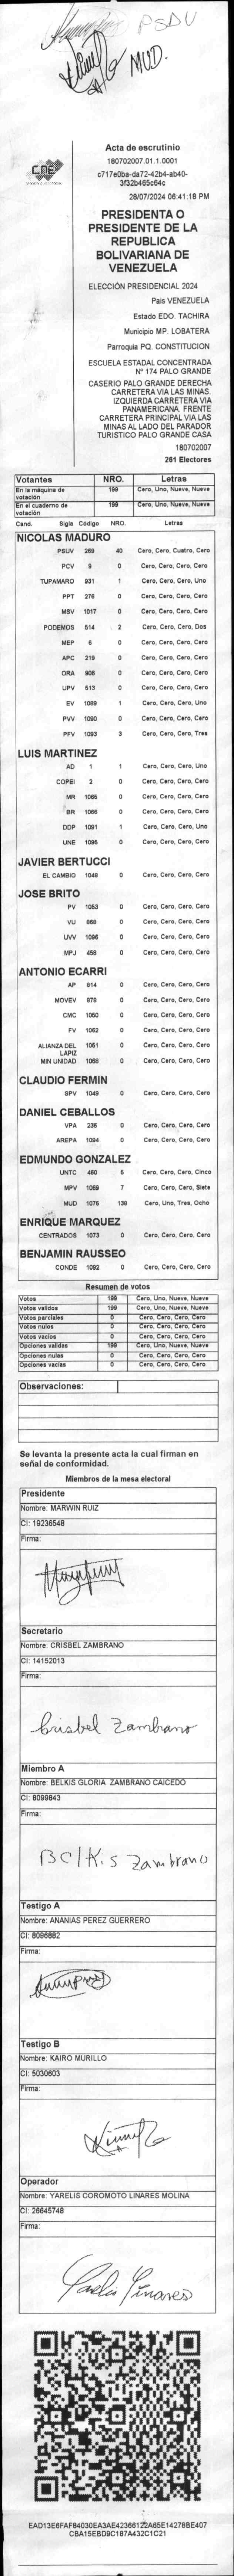 PSUV
MUD.
CNE
Acta de escrutinio
180702007.01.1.0001
c717e0ba-da72-42b4-ab40-
3f32b465c64c
28/07/2024 06:41:18 PM
PRESIDENTA O
PRESIDENTE DE LA
REPUBLICA
BOLIVARIANA DE
VENEZUELA
ELECCIÓN PRESIDENCIAL 2024
Pais VENEZUELA
Estado EDO. TACHIRA
Municipio MP. LOBATERA
Parroquia PQ. CONSTITUCION
ESCUELA ESTADAL CONCENTRADA
N° 174 PALO GRANDE
CASERIO PALO GRANDE DERECHA
CARRETERA VIA LAS MINAS.
IZQUIERDA CARRETERA VIA
PANAMERICANA. FRENTE
CARRETERA PRINCIPAL VIA LAS
MINAS AL LADO DEL PARADOR
TURISTICO PALO GRANDE CASA
180702007
261 Electores
Votantes NRO. Letras
En la máquina de votación 199 Cero, Uno, Nueve, Nueve
En el cuaderno de votación 199 Cero, Uno, Nueve, Nueve
Cand. Sigla Código NRO. Letras
NICOLAS MADURO
PSUV 269 40 Cero, Cero, Cuatro, Cero
PCV 9 0 Cero, Cero, Cero, Cero
TUPAMARO 931 1 Cero, Cero, Cero, Uno
PPT 276 0 Cero, Cero, Cero, Cero
MSV 1017 0 Cero, Cero, Cero, Cero
PODEMOS 514 2 Cero, Cero, Cero, Dos
MEP 6 0 Cero, Cero, Cero, Cero
APC 219 0 Cero, Cero, Cero, Cero
ORA 906 0 Cero, Cero, Cero, Cero
UPV 513 0 Cero, Cero, Cero, Cero
EV 1089 1 Cero, Cero, Cero, Uno
PVV 1090 0 Cero, Cero, Cero, Cero
PFV 1093 3 Cero, Cero, Cero, Tres
LUIS MARTINEZ
AD 1 1 Cero, Cero, Cero, Uno
COPEI 2 0 Cero, Cero, Cero, Cero
MR 1065 0 Cero, Cero, Cero, Cero
BR 1066 0 Cero, Cero, Cero, Cero
DDP 1091 1 Cero, Cero, Cero, Uno
UNE 1095 0 Cero, Cero, Cero, Cero
JAVIER BERTUCCI
EL CAMBIO 1048 0 Cero, Cero, Cero, Cero
JOSE BRITO
PV 1053 0 Cero, Cero, Cero, Cero
VU 868 0 Cero, Cero, Cero, Cero
UVV 1096 0 Cero, Cero, Cero, Cero
MPJ 458 0 Cero, Cero, Cero, Cero
ANTONIO ECARRI
AP 814 0 Cero, Cero, Cero, Cero
MOVEV 879 0 Cero, Cero, Cero, Cero
CMC 1050 0 Cero, Cero, Cero, Cero
FV 1062 0 Cero, Cero, Cero, Cero
ALIANZA DEL LAPIZ 1051 0 Cero, Cero, Cero, Cero
MIN UNIDAD 1068 0 Cero, Cero, Cero, Cero
CLAUDIO FERMIN
SPV 1049 0 Cero, Cero, Cero, Cero
DANIEL CEBALLOS
VPA 236 0 Cero, Cero, Cero, Cero
AREPA 1094 0 Cero, Cero, Cero, Cero
EDMUNDO GONZALEZ
UNTC 460 5 Cero, Cero, Cero, Cinco
MPV 1069 7 Cero, Cero, Cero, Siete
MUD 1075 138 Cero, Uno, Tres, Ocho
ENRIQUE MARQUEZ
CENTRADOS 1073 0 Cero, Cero, Cero, Cero
BENJAMIN RAUSSEO
CONDE 1092 0 Cero, Cero, Cero, Cero
Resumen de votos
Votos 199 Cero, Uno, Nueve, Nueve
Votos validos 199 Cero, Uno, Nueve, Nueve
Votos parciales 0 Cero, Cero, Cero, Cero
Votos nulos 0 Cero, Cero, Cero, Cero
Votos vacios 0 Cero, Cero, Cero, Cero
Opciones validas 199 Cero, Uno, Nueve, Nueve
Opciones nulas 0 Cero, Cero, Cero, Cero
Opciones vacias 0 Cero, Cero, Cero, Cero
Observaciones:
Se levanta la presente acta la cual firman en
señal de conformidad.
Miembros de la mesa electoral
Presidente
Nombre: MARWIN RUIZ
CI: 19236548
Firma:
Secretario
Nombre: CRISBEL ZAMBRANO
CI: 14152013
Firma:
Crisbel Zambrano
Miembro A
Nombre: BELKIS GLORIA ZAMBRANO CAICEDO
CI: 8099843
Firma:
Belkis Zambrano
Testigo A
Nombre: ANANIAS PEREZ GUERRERO
CI: 8096882
Firma:
Testigo B
Nombre: KAIRO MURILLO
CI: 5030603
Firma:
Operador
Nombre: YARELIS COROMOTO LINARES MOLINA
CI: 26645748
Firma:
Yarelis Linares
EAD13E6FAF84030EA3AE42366122A65E14278BE407
CBA15EBD9C187A432C1C21